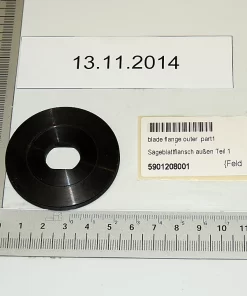 13.11.2014
blade flange outer part1
Sägeblattflansch außen Teil 1
5901208001 (Feld
0 1 2 3 4 5 6 7 8 9 10 11